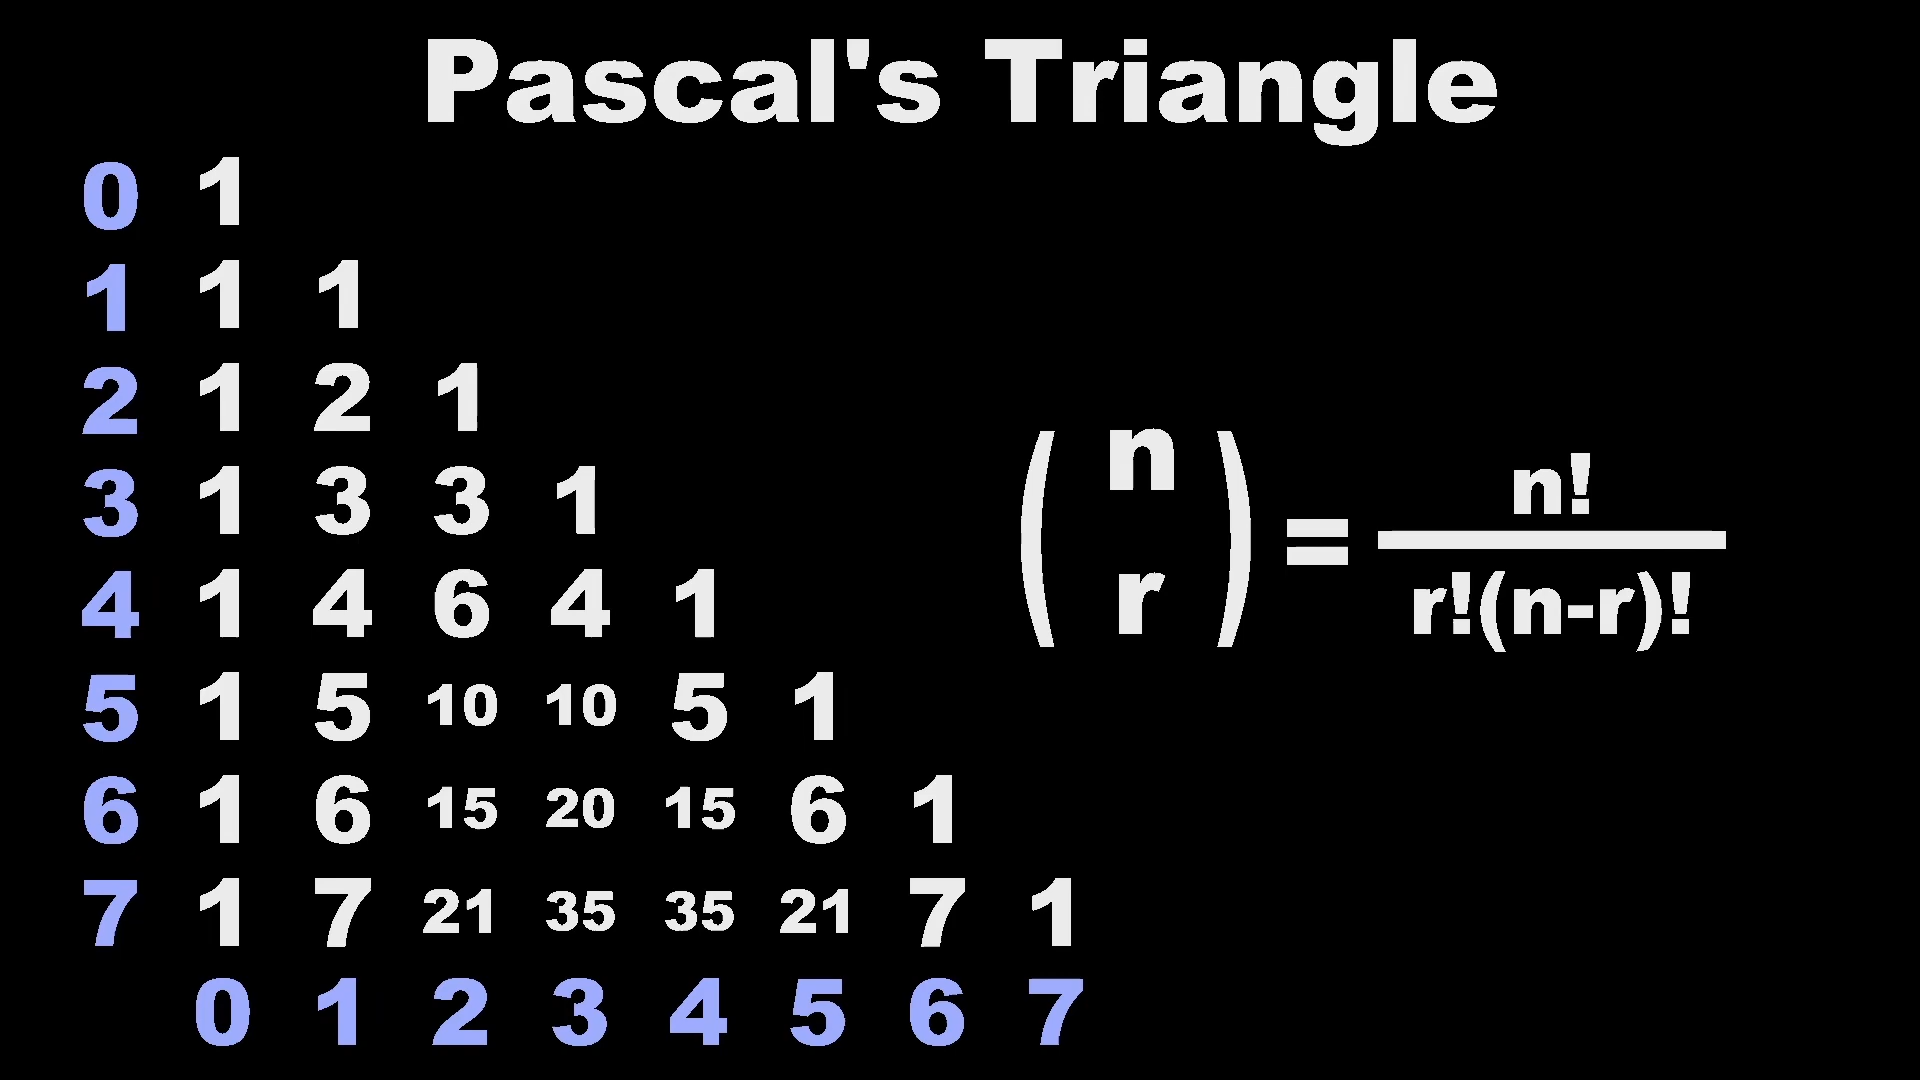 Pascal's Triangle
0 1
1 1 1
2 1 2 1
3 1 3 3 1
4 1 4 6 4 1
5 1 5 10 10 5 1
6 1 6 15 20 15 6 1
7 1 7 21 35 35 21 7 1
0 1 2 3 4 5 6 7
( n
r ) = n!
r!(n-r)!